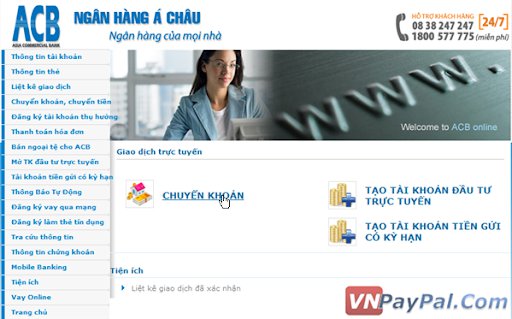 ACB
ASIA COMMERCIAL BANK
NGÂN HÀNG Á CHÂU
Ngân hàng của mọi nhà
HỖ TRỢ KHÁCH HÀNG
08 38 247 247
1800 577 775 (miễn phí)
[24/7]
Thông tin tài khoản
Thông tin thẻ
Liệt kê giao dịch
Chuyển khoản, chuyển tiền
Đăng ký tài khoản thụ hưởng
Thanh toán hóa đơn
Bán ngoại tệ cho ACB
Mở TK đầu tư trực tuyến
Tài khoản tiền gửi có kỳ hạn
Thông Báo Tự Động
Đăng ký vay qua mạng
Đăng ký làm thẻ tín dụng
Tra cứu thông tin
Thông tin chứng khoán
Mobile Banking
Tiện ích
Vay Online
Trang chủ
www.
Welcome to ACB online
Giao dịch trực tuyến
CHUYỂN KHOẢN
TẠO TÀI KHOẢN ĐẦU TƯ
TRỰC TUYẾN
TẠO TÀI KHOẢN TIỀN GỬI
CÓ KỲ HẠN
Tiện ích
Liệt kê giao dịch đã xác nhận
VNPayPal.Com